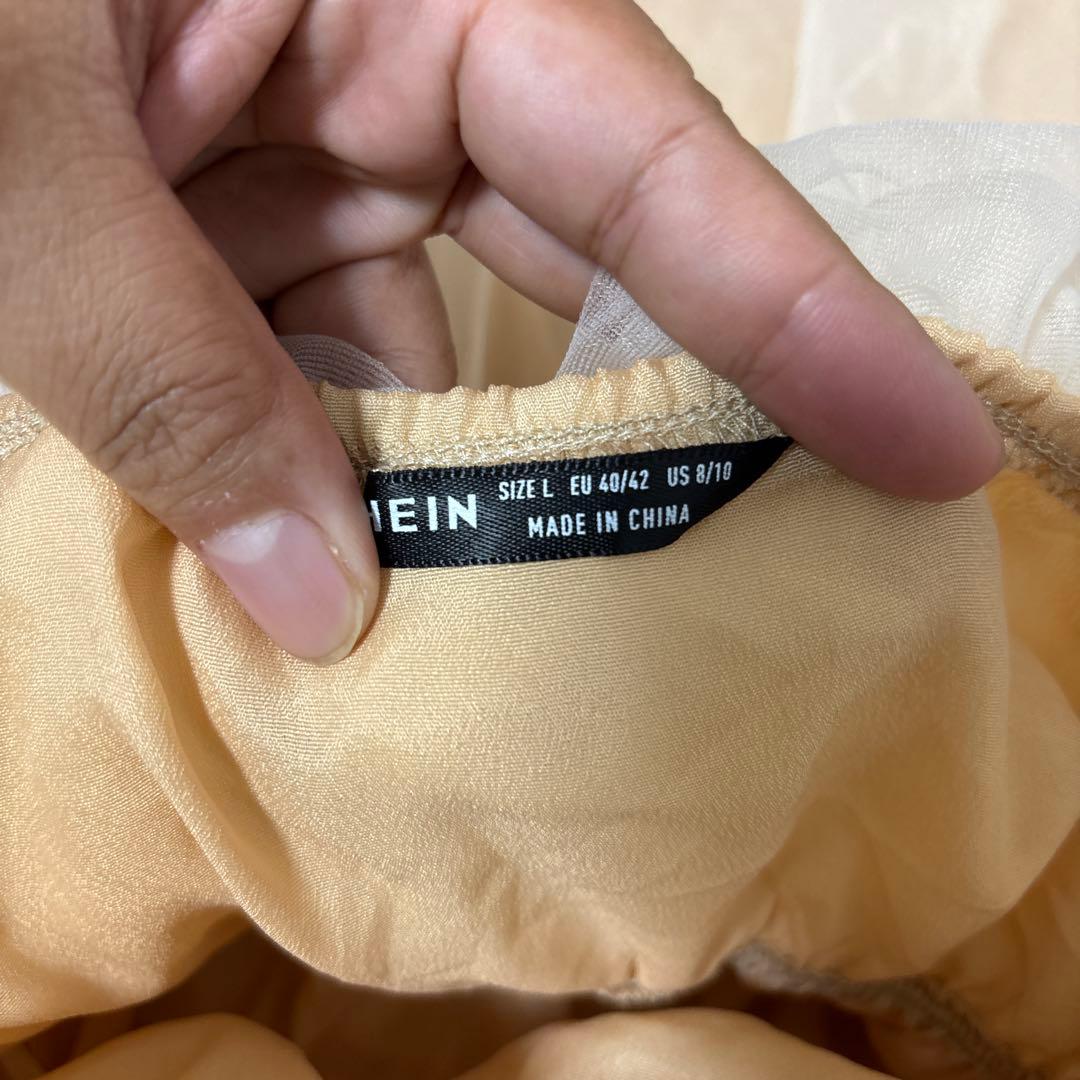 HEIN SIZE L EU 40/42 US 8/10
MADE IN CHINA